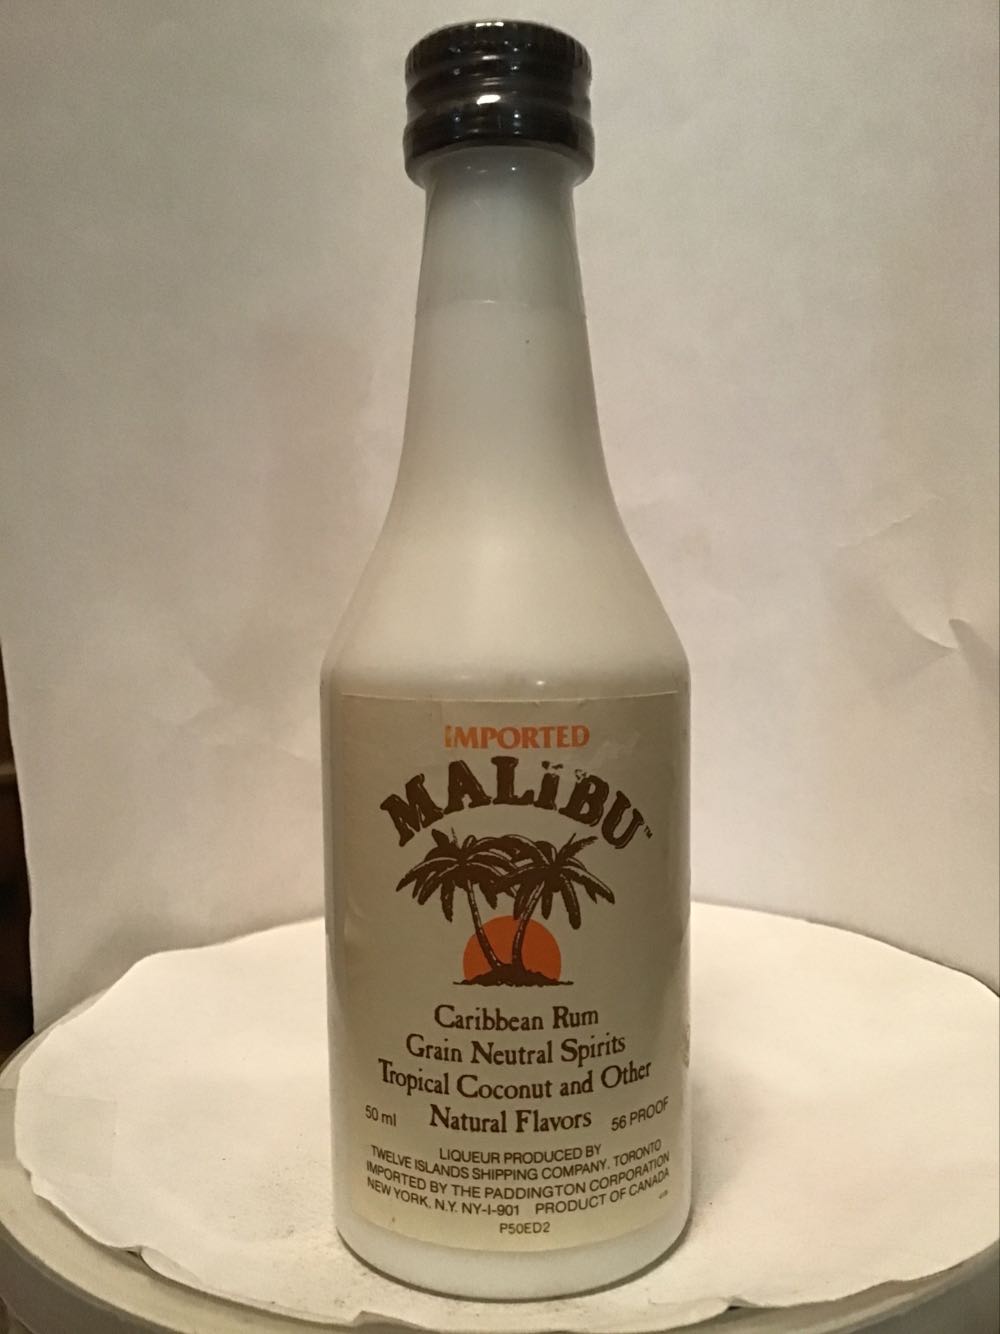 IMPORTED
MALIBU™
Caribbean Rum
Grain Neutral Spirits
Tropical Coconut and Other
50 ml Natural Flavors 56 PROOF
LIQUEUR PRODUCED BY
TWELVE ISLANDS SHIPPING COMPANY, TORONTO
IMPORTED BY THE PADDINGTON CORPORATION
NEW YORK, N.Y. NY-I-901 PRODUCT OF CANADA
P50ED2